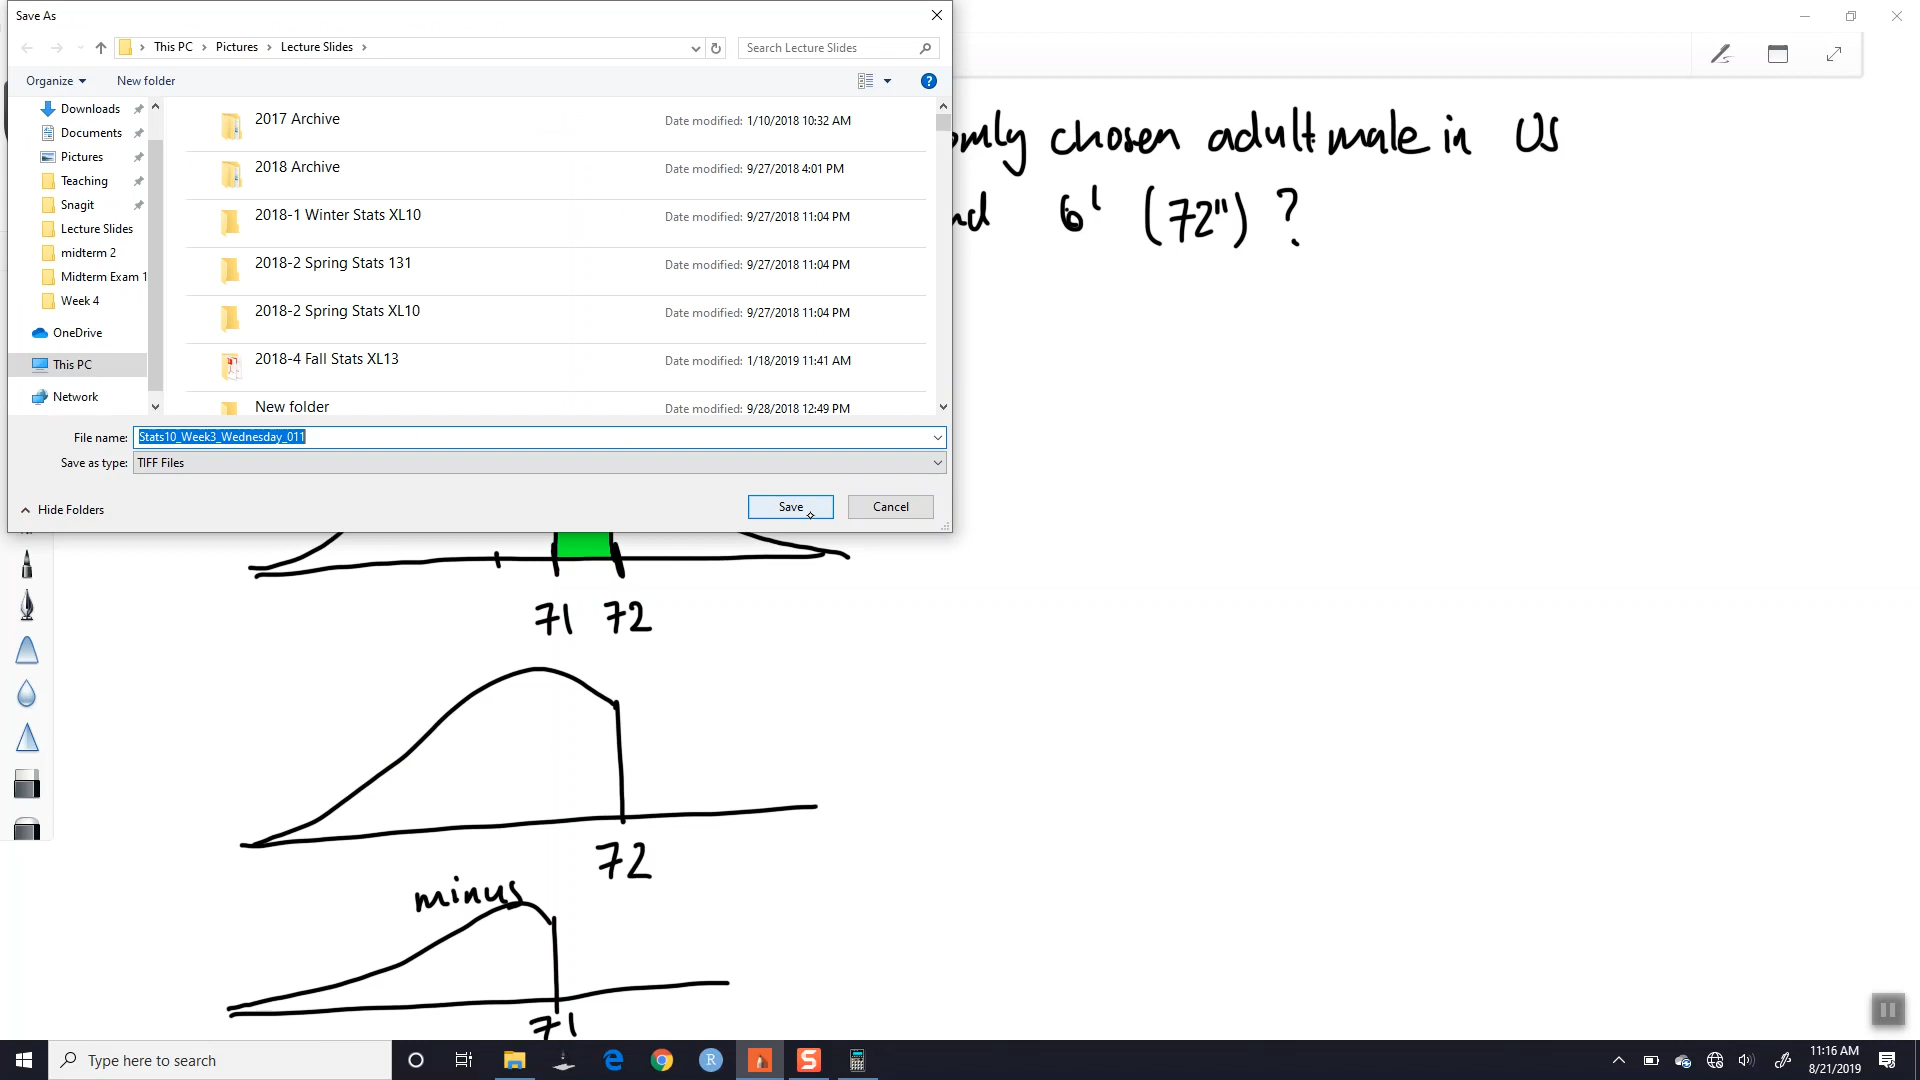 Save As
This PC
Pictures
Lecture Slides
Search Lecture Slides
Organize
New folder
?
Downloads
Documents
Pictures
Teaching
Snagit
Lecture Slides
midterm 2
Midterm Exam 1
Week 4
OneDrive
This PC
Network
2017 Archive Date modified: 1/10/2018 10:32 AM
2018 Archive Date modified: 9/27/2018 4:01 PM
2018-1 Winter Stats XL10 Date modified: 9/27/2018 11:04 PM
2018-2 Spring Stats 131 Date modified: 9/27/2018 11:04 PM
2018-2 Spring Stats XL10 Date modified: 9/27/2018 11:04 PM
2018-4 Fall Stats XL13 Date modified: 1/18/2019 11:41 AM
New folder Date modified: 9/28/2018 12:49 PM
File name: Stats10_Week3_Wednesday_011
Save as type: TIFF Files
Hide Folders
Save
Cancel
omly chosen adult male in US
nd 6' (72") ?
71 72
72
minus
71
Type here to search
R
S
11:16 AM
8/21/2019